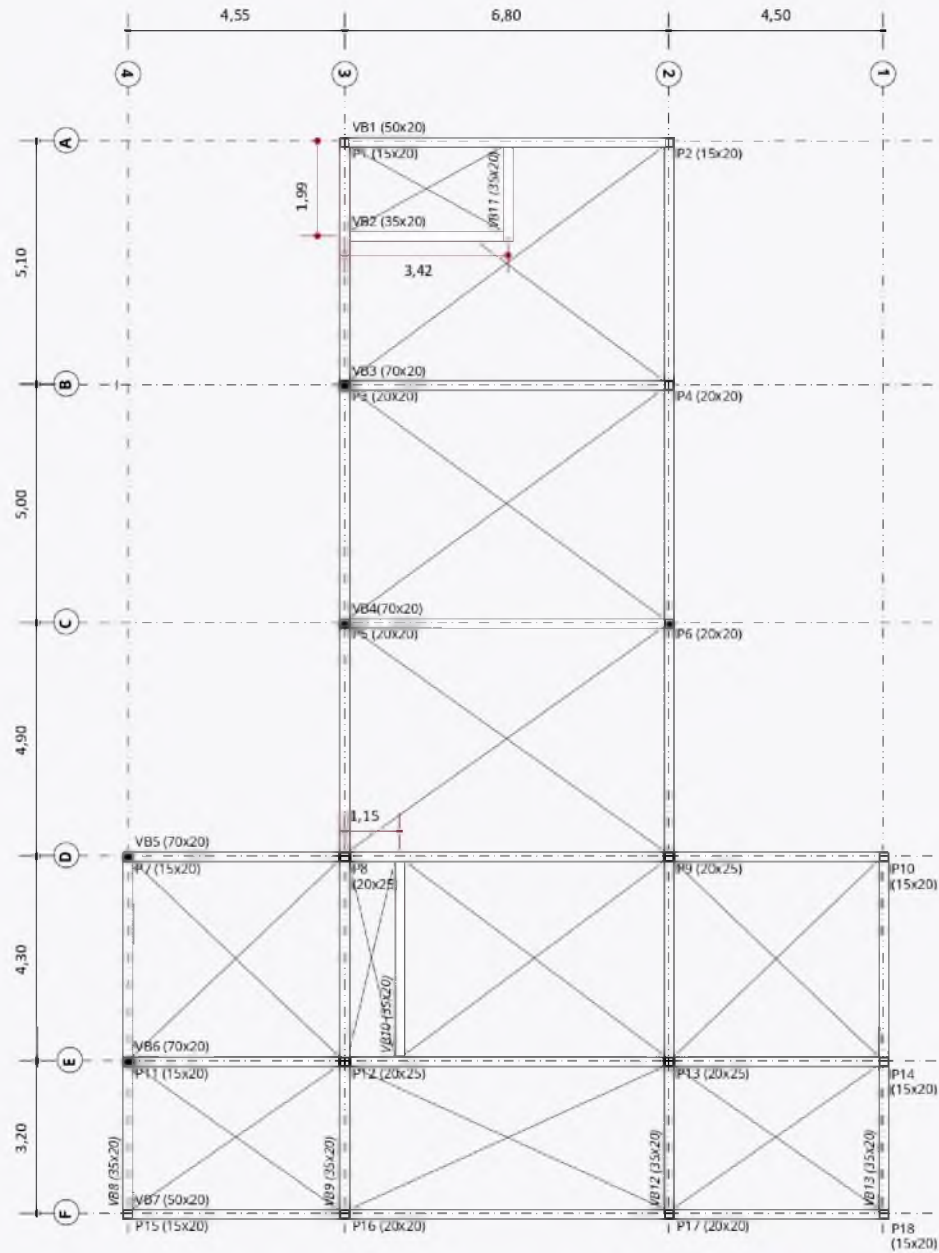 4,55
6,80
4,50
4
3
2
1
A
VB1 (50x20)
P1 (15x20)
P2 (15x20)
VB11 (35x20)
1,99
VB2 (35x20)
5,10
3,42
B
VB3 (70x20)
P3 (20x20)
P4 (20x20)
5,00
C
VB4(70x20)
P5 (20x20)
P6 (20x20)
4,90
1,15
D
VB5 (70x20)
P7 (15x20)
P8
(20x25)
P9 (20x25)
P10
(15x20)
4,30
VB10 (35x20)
E
VB6 (70x20)
P11 (15x20)
P12 (20x25)
P13 (20x25)
P14
(15x20)
3,20
VB8 (35x20)
VB9 (35x20)
VB12 (35x20)
VB13 (35x20)
F
VB7 (50x20)
P15 (15x20)
P16 (20x20)
P17 (20x20)
P18
(15x20)